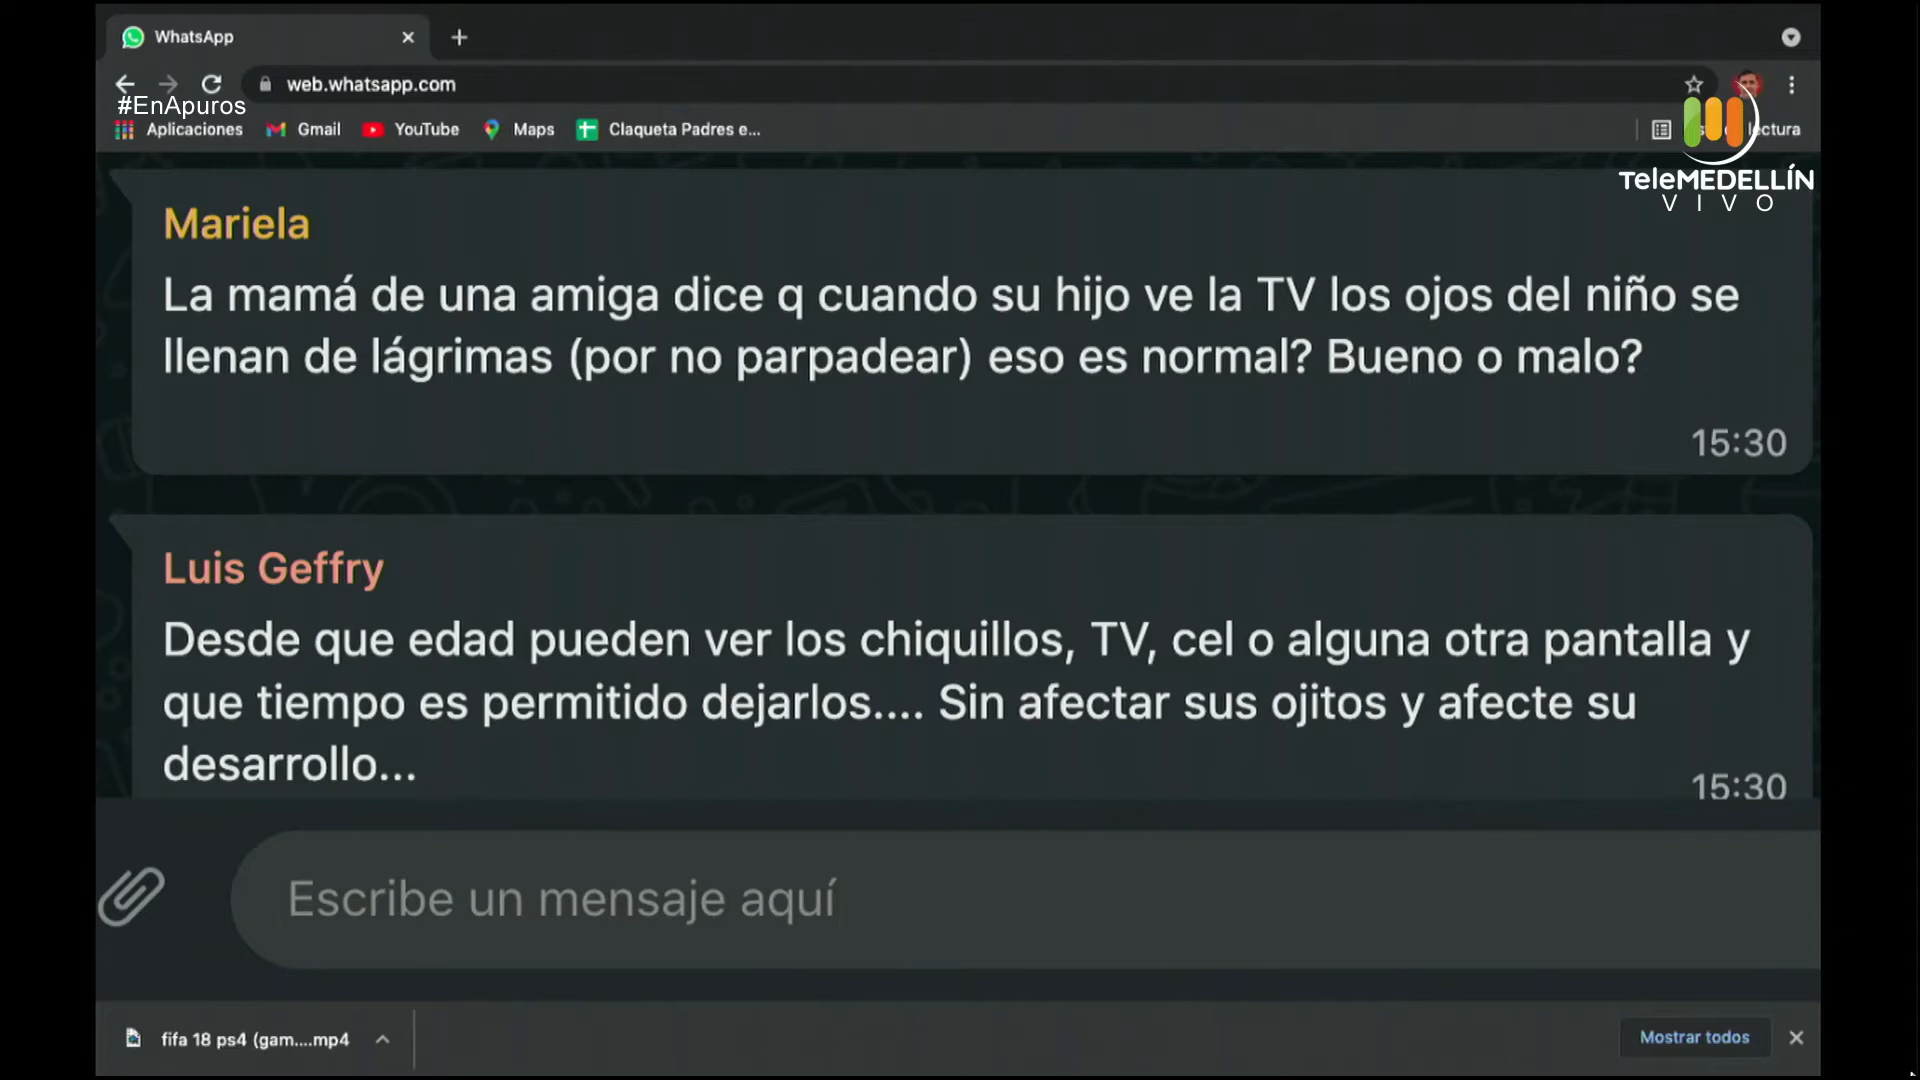 WhatsApp
web.whatsapp.com
#EnApuros
Aplicaciones Gmail YouTube Maps Claqueta Padres e... lectura
TeleMEDELLÍN
VIVO
Mariela
La mamá de una amiga dice q cuando su hijo ve la TV los ojos del niño se
llenan de lágrimas (por no parpadear) eso es normal? Bueno o malo?
15:30
Luis Geffry
Desde que edad pueden ver los chiquillos, TV, cel o alguna otra pantalla y
que tiempo es permitido dejarlos.... Sin afectar sus ojitos y afecte su
desarrollo...
15:30
Escribe un mensaje aquí
fifa 18 ps4 (gam....mp4
Mostrar todos